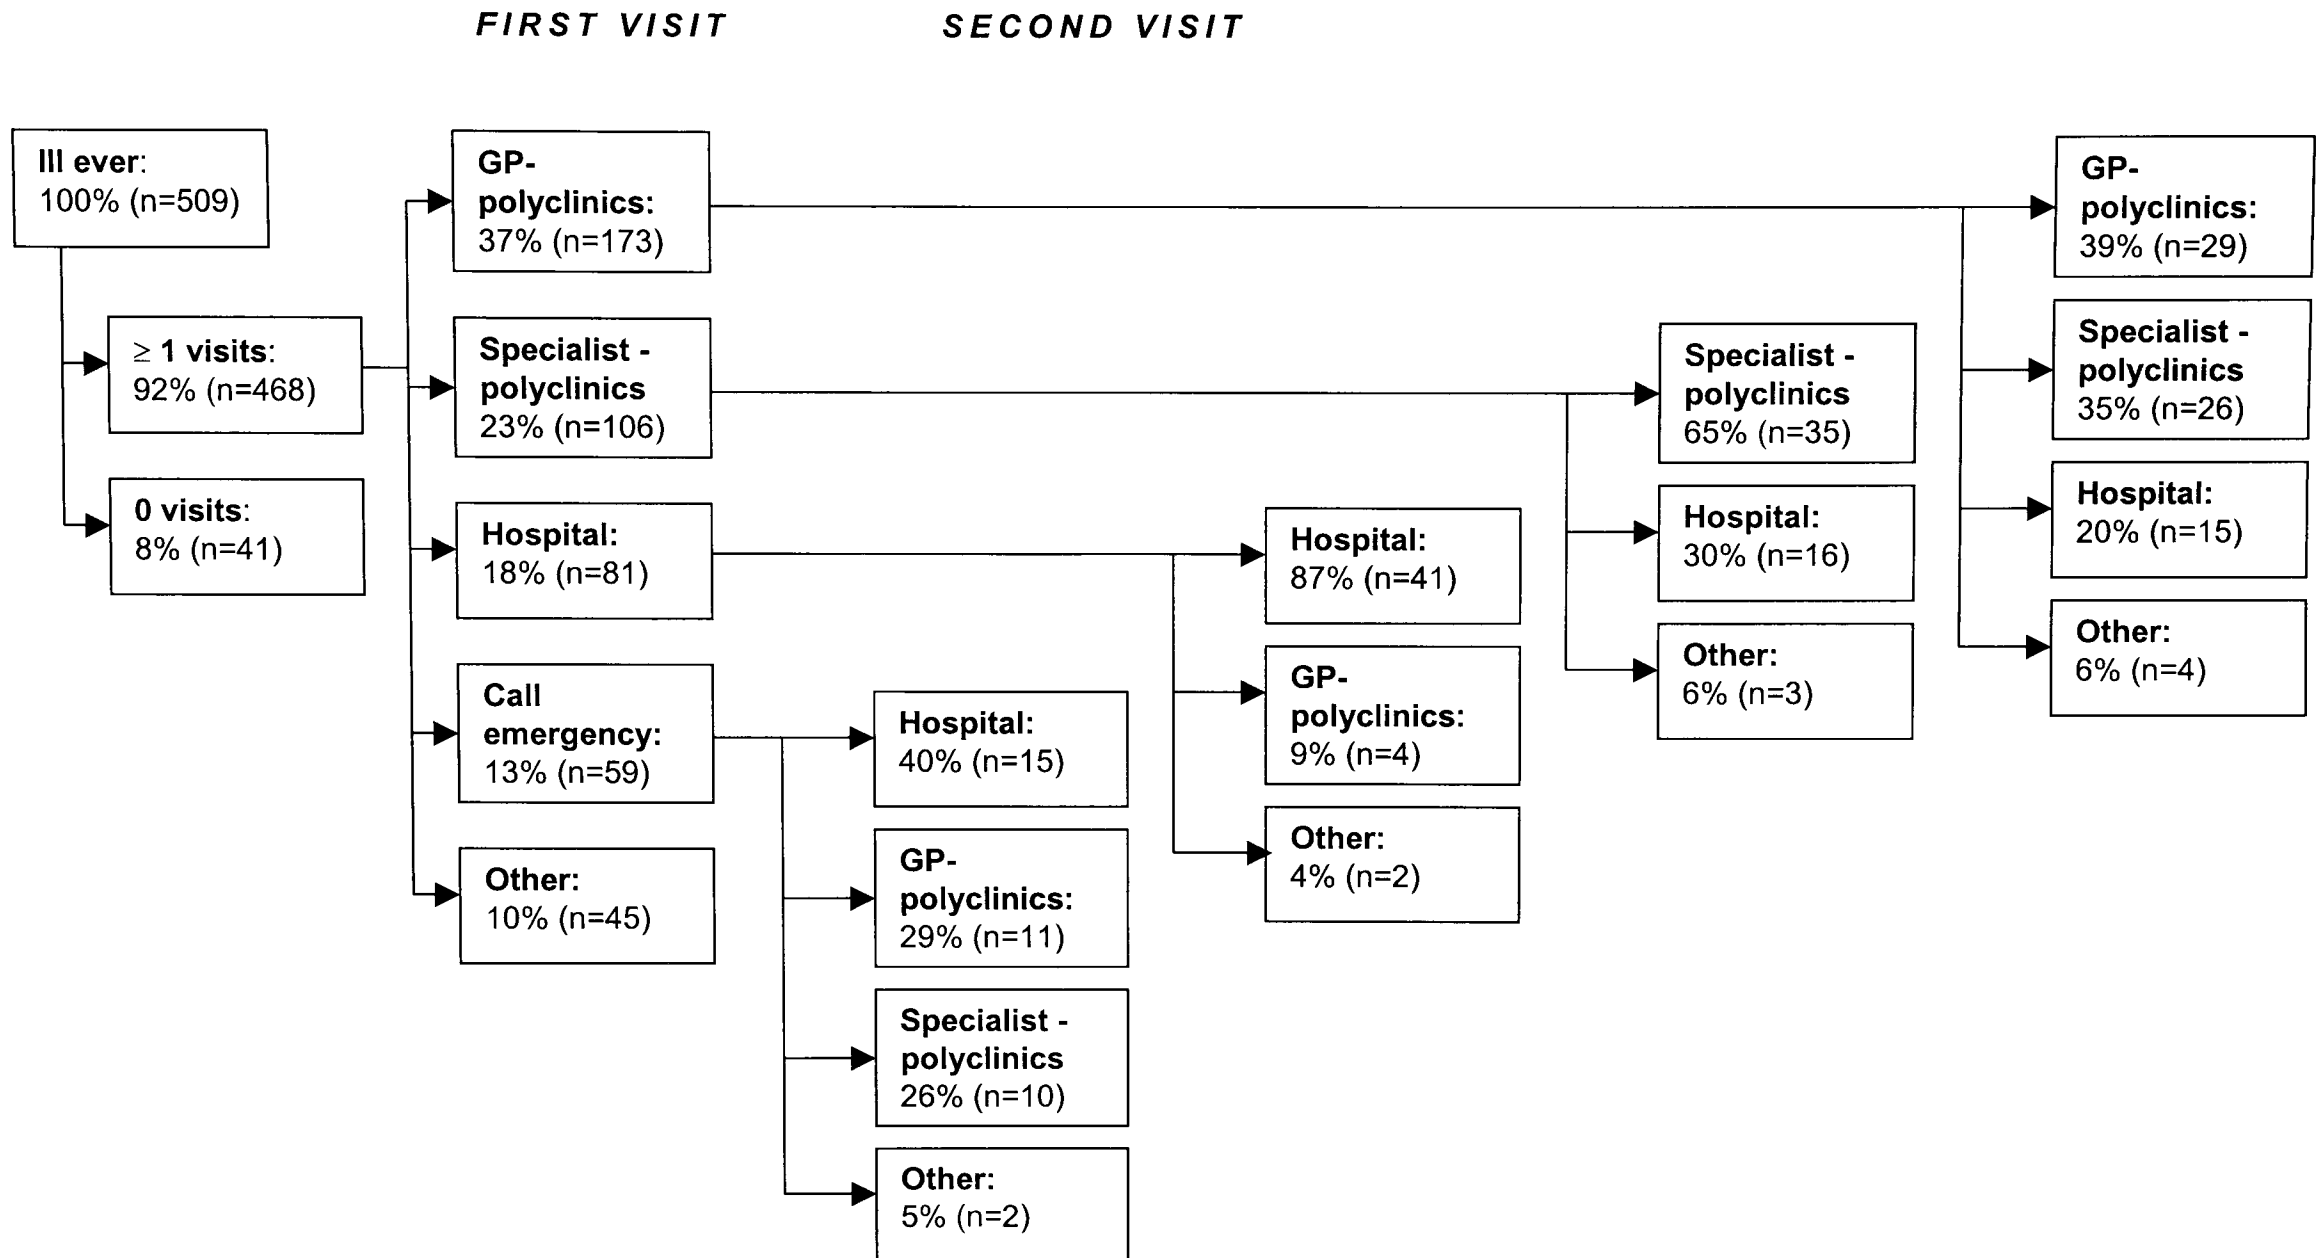 FIRST VISIT
SECOND VISIT
Ill ever:
100% (n=509)
≥ 1 visits:
92% (n=468)
0 visits:
8% (n=41)
GP-
polyclinics:
37% (n=173)
Specialist -
polyclinics
23% (n=106)
Hospital:
18% (n=81)
Call
emergency:
13% (n=59)
Other:
10% (n=45)
Hospital:
40% (n=15)
GP-
polyclinics:
29% (n=11)
Specialist -
polyclinics
26% (n=10)
Other:
5% (n=2)
Hospital:
87% (n=41)
GP-
polyclinics:
9% (n=4)
Other:
4% (n=2)
Specialist -
polyclinics
65% (n=35)
Hospital:
30% (n=16)
Other:
6% (n=3)
GP-
polyclinics:
39% (n=29)
Specialist -
polyclinics
35% (n=26)
Hospital:
20% (n=15)
Other:
6% (n=4)